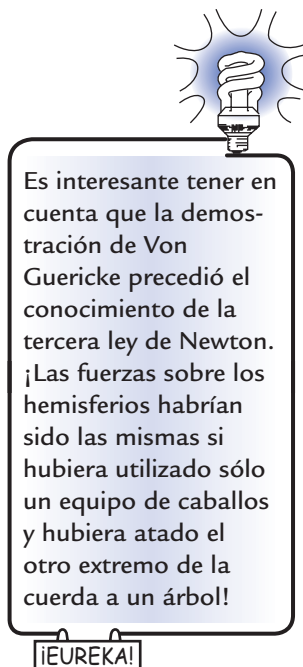 Es interesante tener en
cuenta que la demos-
tración de Von
Guericke precedió el
conocimiento de la
tercera ley de Newton.
¡Las fuerzas sobre los
hemisferios habrían
sido las mismas si
hubiera utilizado sólo
un equipo de caballos
y hubiera atado el
otro extremo de la
cuerda a un árbol!
¡EUREKA!